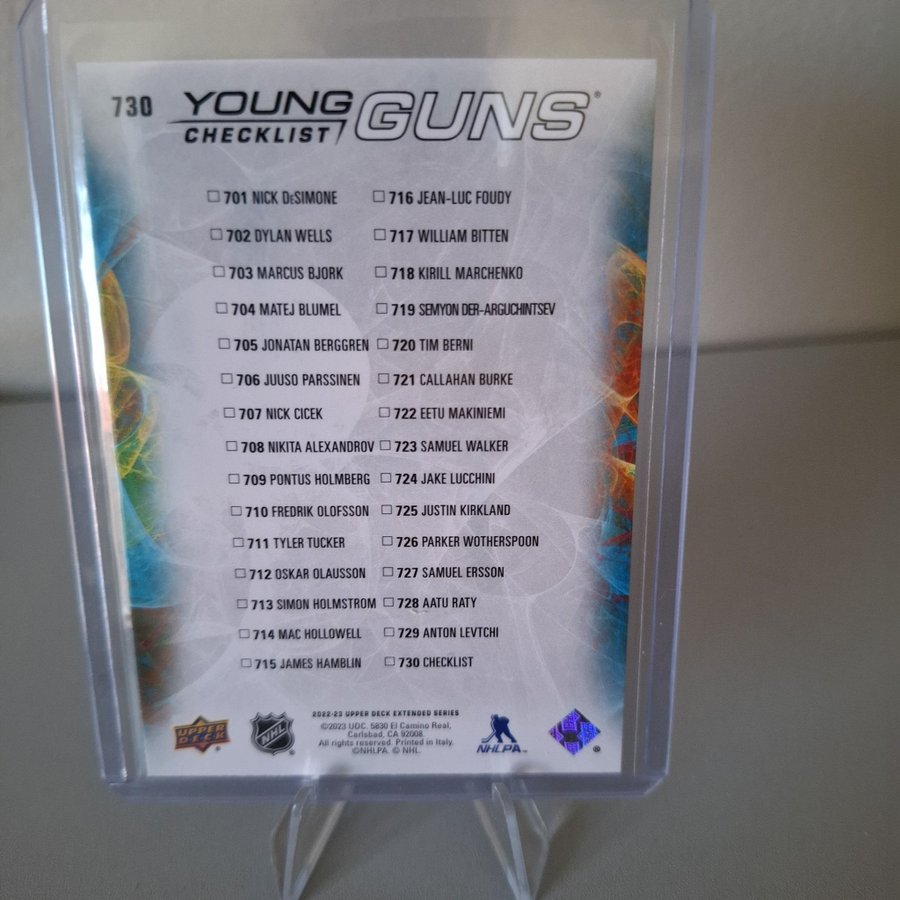 730 YOUNG GUNS®
CHECKLIST
701 NICK DESIMONE
702 DYLAN WELLS
703 MARCUS BJORK
704 MATEJ BLUMEL
705 JONATAN BERGGREN
706 JUUSO PARSSINEN
707 NICK CICEK
708 NIKITA ALEXANDROV
709 PONTUS HOLMBERG
710 FREDRIK OLOFSSON
711 TYLER TUCKER
712 OSKAR OLAUSSON
713 SIMON HOLMSTROM
714 MAC HOLLOWELL
715 JAMES HAMBLIN
716 JEAN-LUC FOUDY
717 WILLIAM BITTEN
718 KIRILL MARCHENKO
719 SEMYON DER-ARGUCHINTSEV
720 TIM BERNI
721 CALLAHAN BURKE
722 EETU MAKINIEMI
723 SAMUEL WALKER
724 JAKE LUCCHINI
725 JUSTIN KIRKLAND
726 PARKER WOTHERSPOON
727 SAMUEL ERSSON
728 AATU RATY
729 ANTON LEVTCHI
730 CHECKLIST
2022-23 UPPER DECK EXTENDED SERIES
©2023 UDC. 5830 El Camino Real,
Carlsbad, CA 92008.
All rights reserved. Printed in Italy.
©NHLPA. © NHL.
UPPER
DECK
NHL
NHLPA